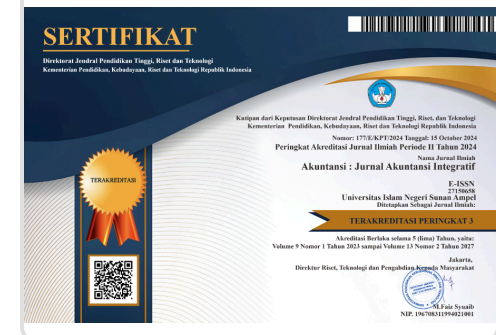 SERTIFIKAT
Direktorat Jendral Pendidikan Tinggi, Riset dan Teknologi
Kementerian Pendidikan, Kebudayaan, Riset dan Teknologi Republik Indonesia
Kutipan dari Keputusan Direktorat Jendral Pendidikan Tinggi, Riset, dan Teknologi
Kementerian Pendidikan, Kebudayaan, Riset dan Teknologi Republik Indonesia
Nomor: 177/E/KPT/2024 Tanggal: 15 October 2024
Peringkat Akreditasi Jurnal Ilmiah Periode II Tahun 2024
Nama Jurnal Ilmiah
Akuntansi : Jurnal Akuntansi Integratif
E-ISSN
27150658
Universitas Islam Negeri Sunan Ampel
Ditetapkan Sebagai Jurnal Ilmiah:
TERAKREDITASI
TERAKREDITASI PERINGKAT 3
Akreditasi Berlaku selama 5 (lima) Tahun, yaitu:
Volume 9 Nomor 1 Tahun 2023 sampai Volume 13 Nomor 2 Tahun 2027
Jakarta,
Direktur Riset, Teknologi dan Pengabdian Kepada Masyarakat
M.Faiz Syuaib
NIP. 196708311994021001